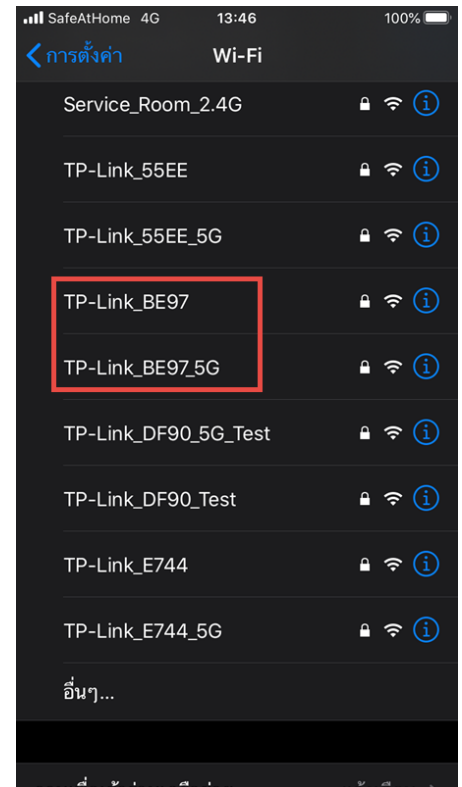 SafeAtHome 4G 13:46 100%
การตั้งค่า Wi-Fi
Service_Room_2.4G
TP-Link_55EE
TP-Link_55EE_5G
TP-Link_BE97
TP-Link_BE97_5G
TP-Link_DF90_5G_Test
TP-Link_DF90_Test
TP-Link_E744
TP-Link_E744_5G
อื่นๆ...